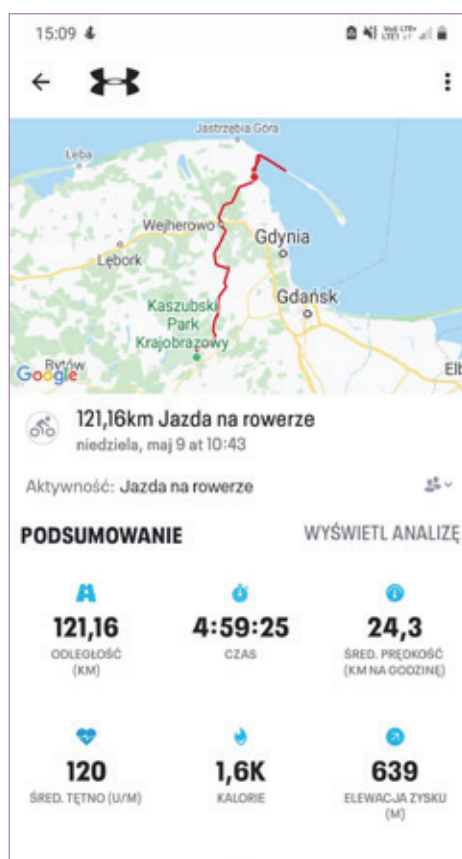 15:09
Jastrzębia Góra
Łeba
Wejherowo
Gdynia
Lębork
Gdańsk
Kaszubski
Park
Krajobrazowy
Bytów
Elb
Google
121,16km Jazda na rowerze
niedziela, maj 9 at 10:43
Aktywność: Jazda na rowerze
PODSUMOWANIE WYŚWIETL ANALIZĘ
121,16 4:59:25 24,3
ODLEGŁOŚĆ CZAS ŚRED. PRĘDKOŚĆ
(KM) (KM NA GODZINĘ)
120 1,6K 639
ŚRED. TĘTNO (U/M) KALORIE ELEWACJA ZYSKU
(M)